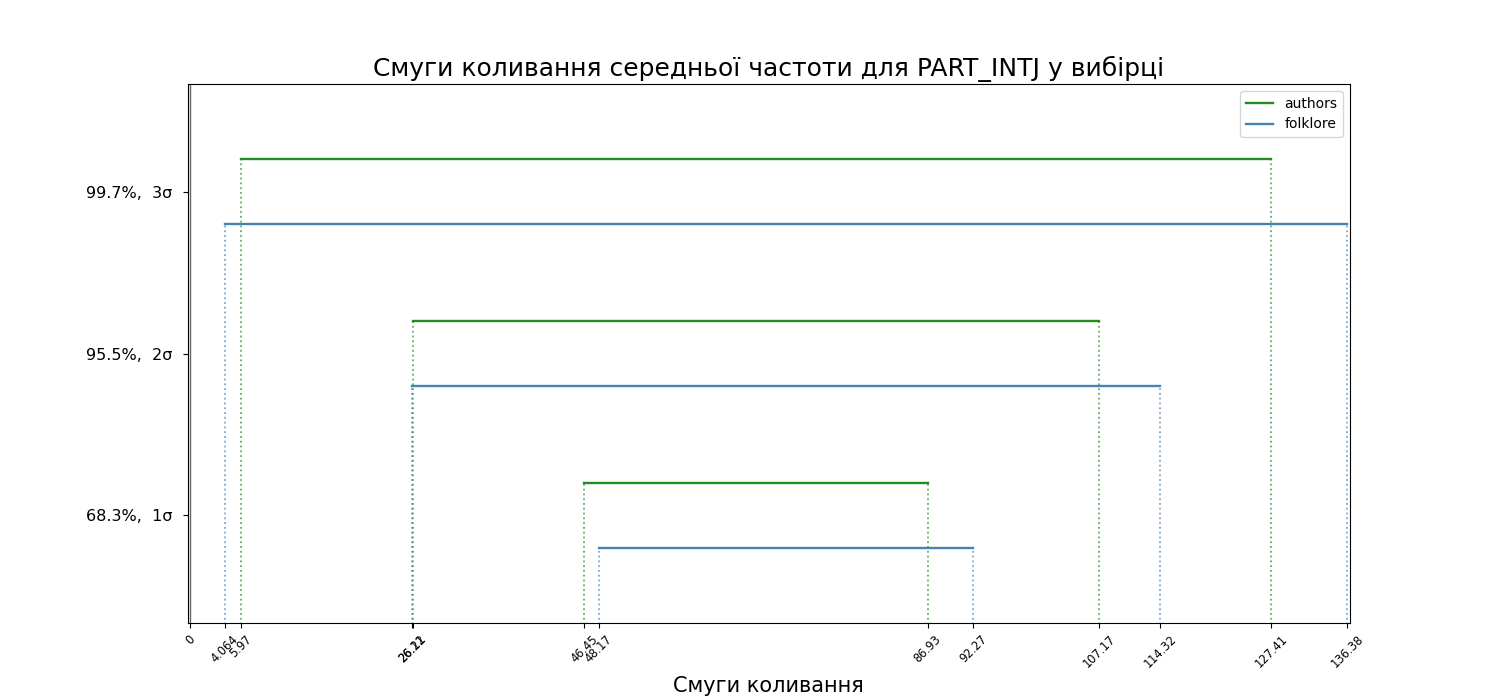 Смуги коливання середньої частоти для PART_INTJ у вибірці
authors
folklore
99.7%, 3σ
95.5%, 2σ
68.3%, 1σ
0
4.064
5.97
46.45
48.17
86.93
92.27
107.17
114.32
127.41
136.38
Смуги коливання